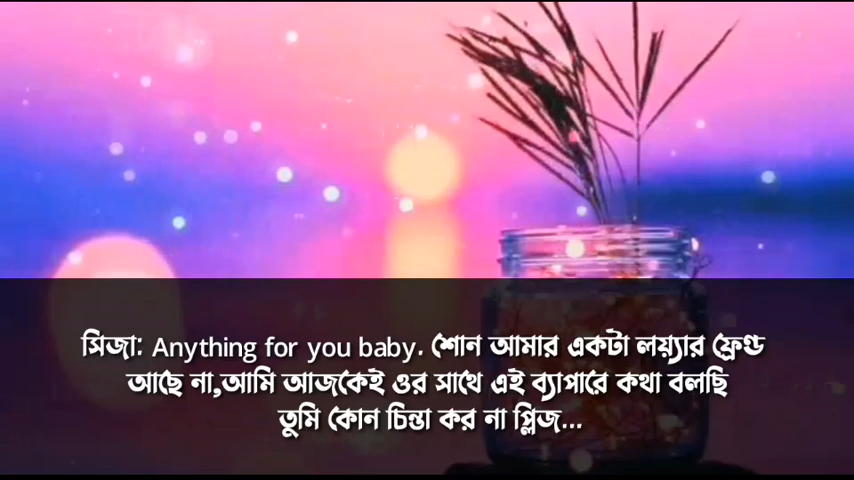 সিজা: Anything for you baby. শোন আমার একটা লয়্যার ফ্রেন্ড
আছে না,আমি আজকেই ওর সাথে এই ব্যাপারে কথা বলছি
তুমি কোন চিন্তা কর না প্লিজ...